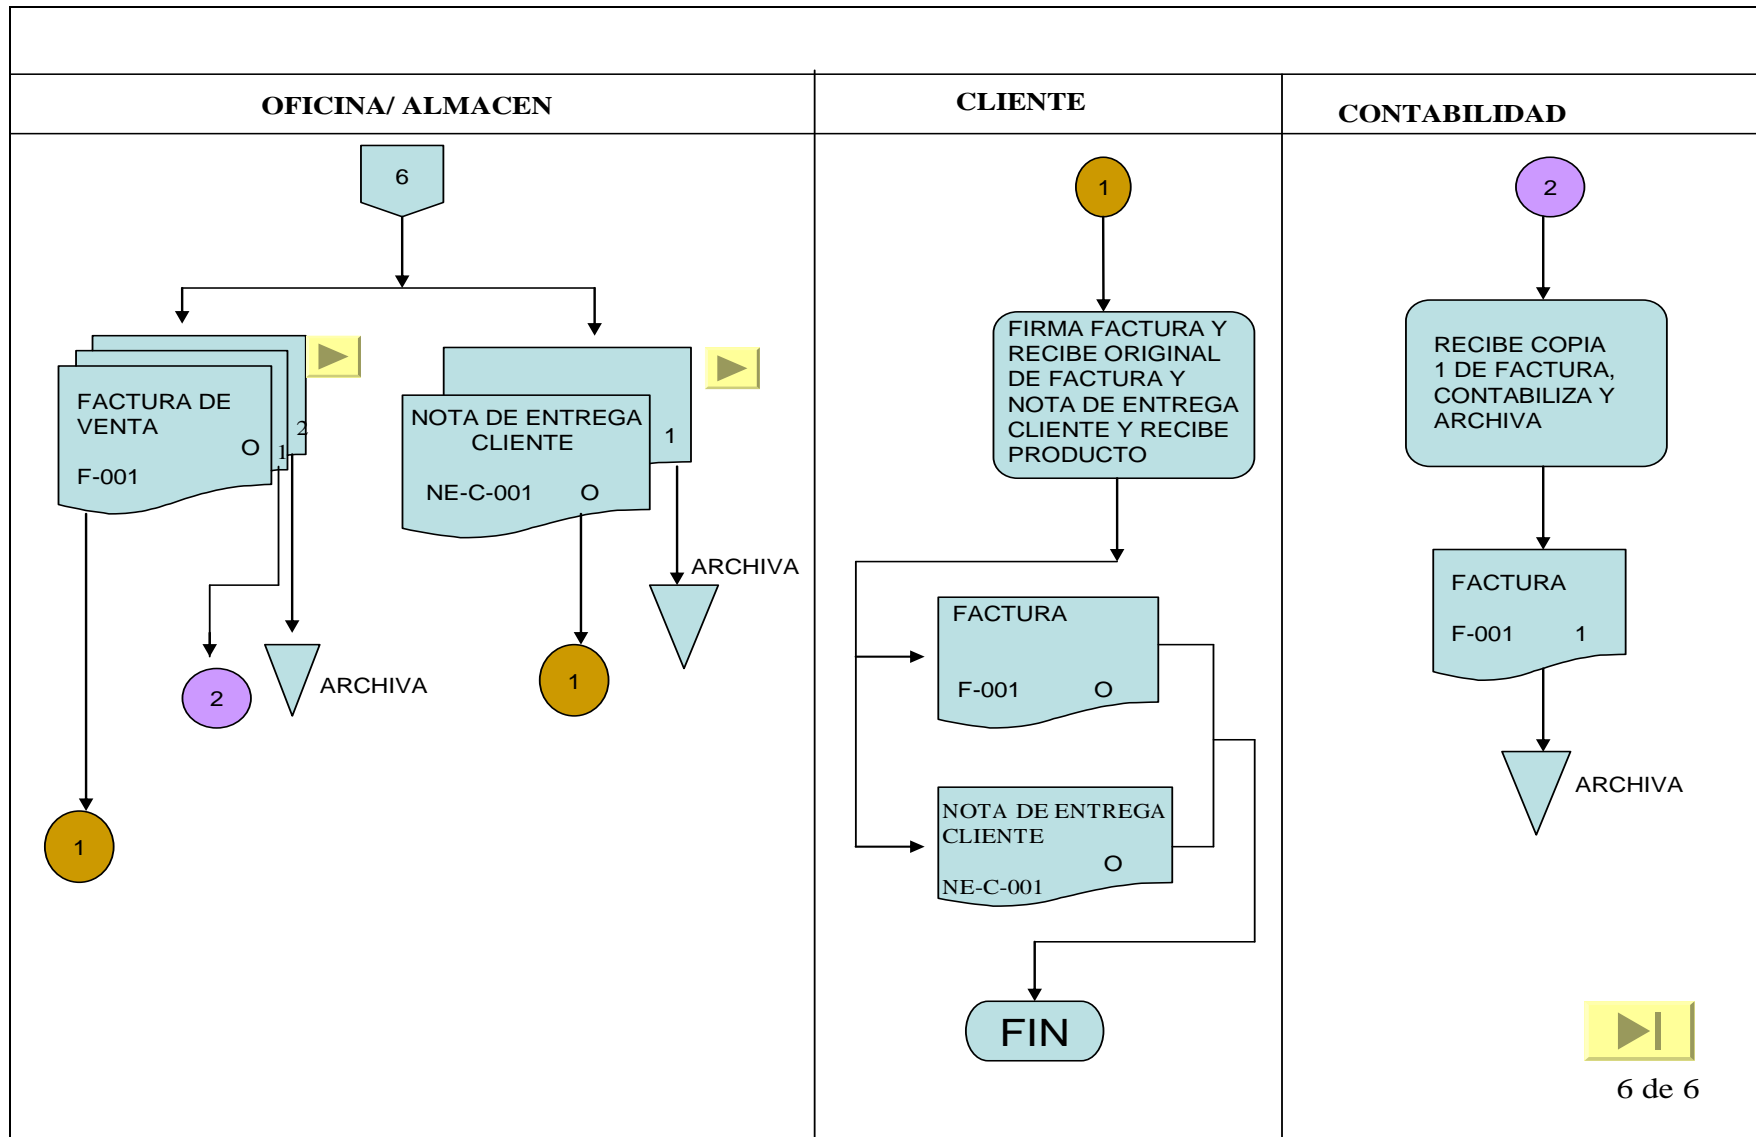 OFICINA/ ALMACEN
CLIENTE
CONTABILIDAD
6
FACTURA DE
VENTA
O
1
2
F-001
NOTA DE ENTREGA
CLIENTE
1
NE-C-001 O
ARCHIVA
2
ARCHIVA
1
1
1
FIRMA FACTURA Y
RECIBE ORIGINAL
DE FACTURA Y
NOTA DE ENTREGA
CLIENTE Y RECIBE
PRODUCTO
FACTURA
F-001 O
NOTA DE ENTREGA
CLIENTE
O
NE-C-001
FIN
2
RECIBE COPIA
1 DE FACTURA,
CONTABILIZA Y
ARCHIVA
FACTURA
F-001 1
ARCHIVA
6 de 6